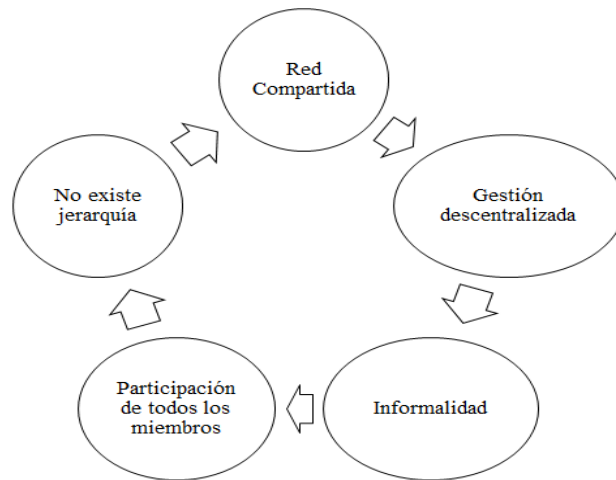 Red
Compartida
Gestión
descentralizada
Informalidad
Participación
de todos los
miembros
No existe
jerarquía